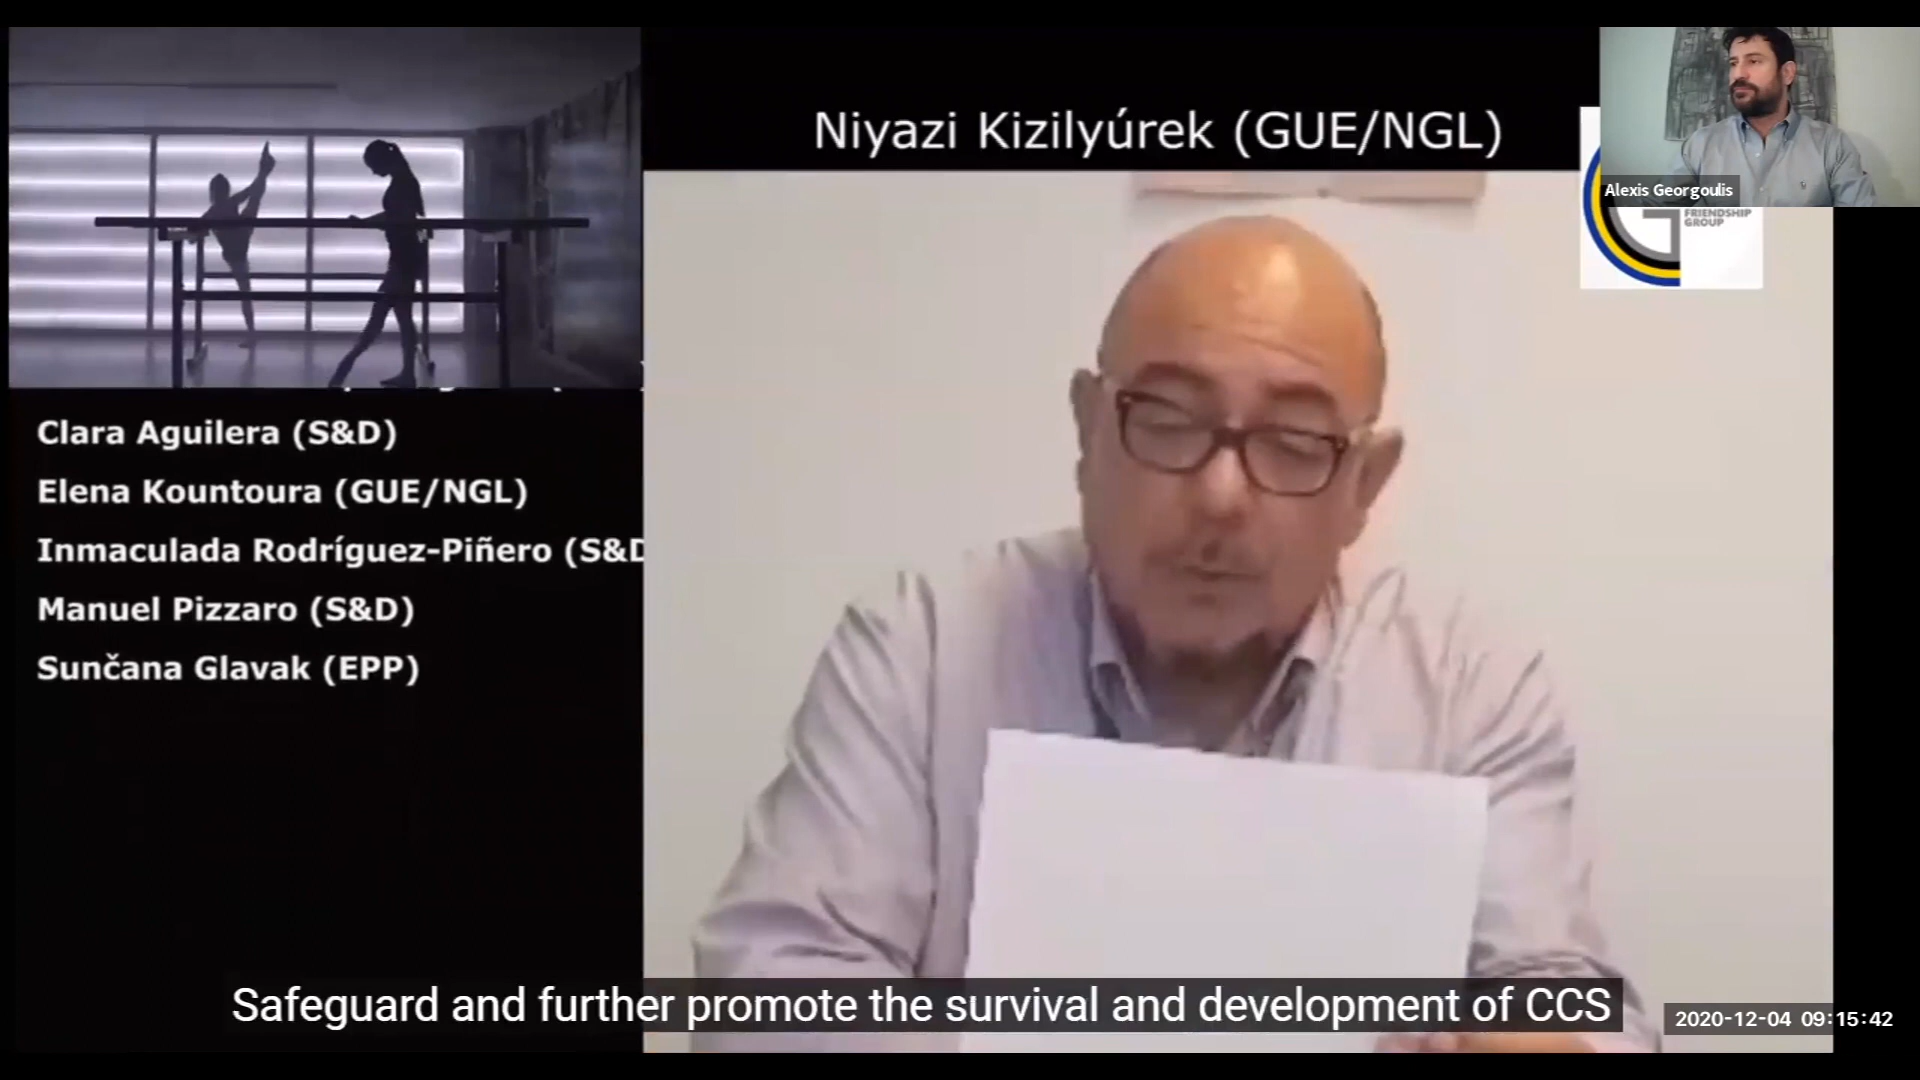 Niyazi Kizilyúrek (GUE/NGL)
Alexis Georgoulis
FRIENDSHIP
GROUP
Clara Aguilera (S&D)
Elena Kountoura (GUE/NGL)
Inmaculada Rodríguez-Piñero (S&D
Manuel Pizzaro (S&D)
Sunčana Glavak (EPP)
Safeguard and further promote the survival and development of CCS
2020-12-04 09:15:42